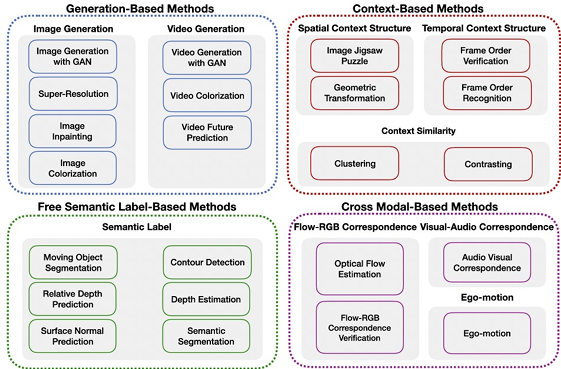 Generation-Based Methods
Image Generation
Video Generation
Image Generation
with GAN
Super-Resolution
Image
Inpainting
Image
Colorization
Video Generation
with GAN
Video Colorization
Video Future
Prediction
Context-Based Methods
Spatial Context Structure
Temporal Context Structure
Image Jigsaw
Puzzle
Geometric
Transformation
Frame Order
Verification
Frame Order
Recognition
Context Similarity
Clustering
Contrasting
Free Semantic Label-Based Methods
Semantic Label
Moving Object
Segmentation
Relative Depth
Prediction
Surface Normal
Prediction
Contour Detection
Depth Estimation
Semantic
Segmentation
Cross Modal-Based Methods
Flow-RGB Correspondence
Visual-Audio Correspondence
Optical Flow
Estimation
Flow-RGB
Correspondence
Verification
Audio Visual
Correspondence
Ego-motion
Ego-motion